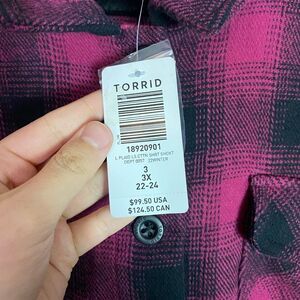 TORRID
18920901
L PLAID LS CTTN SHRT SHCKT
3
3X
22-24
$99.50 USA
$124.50 CAN